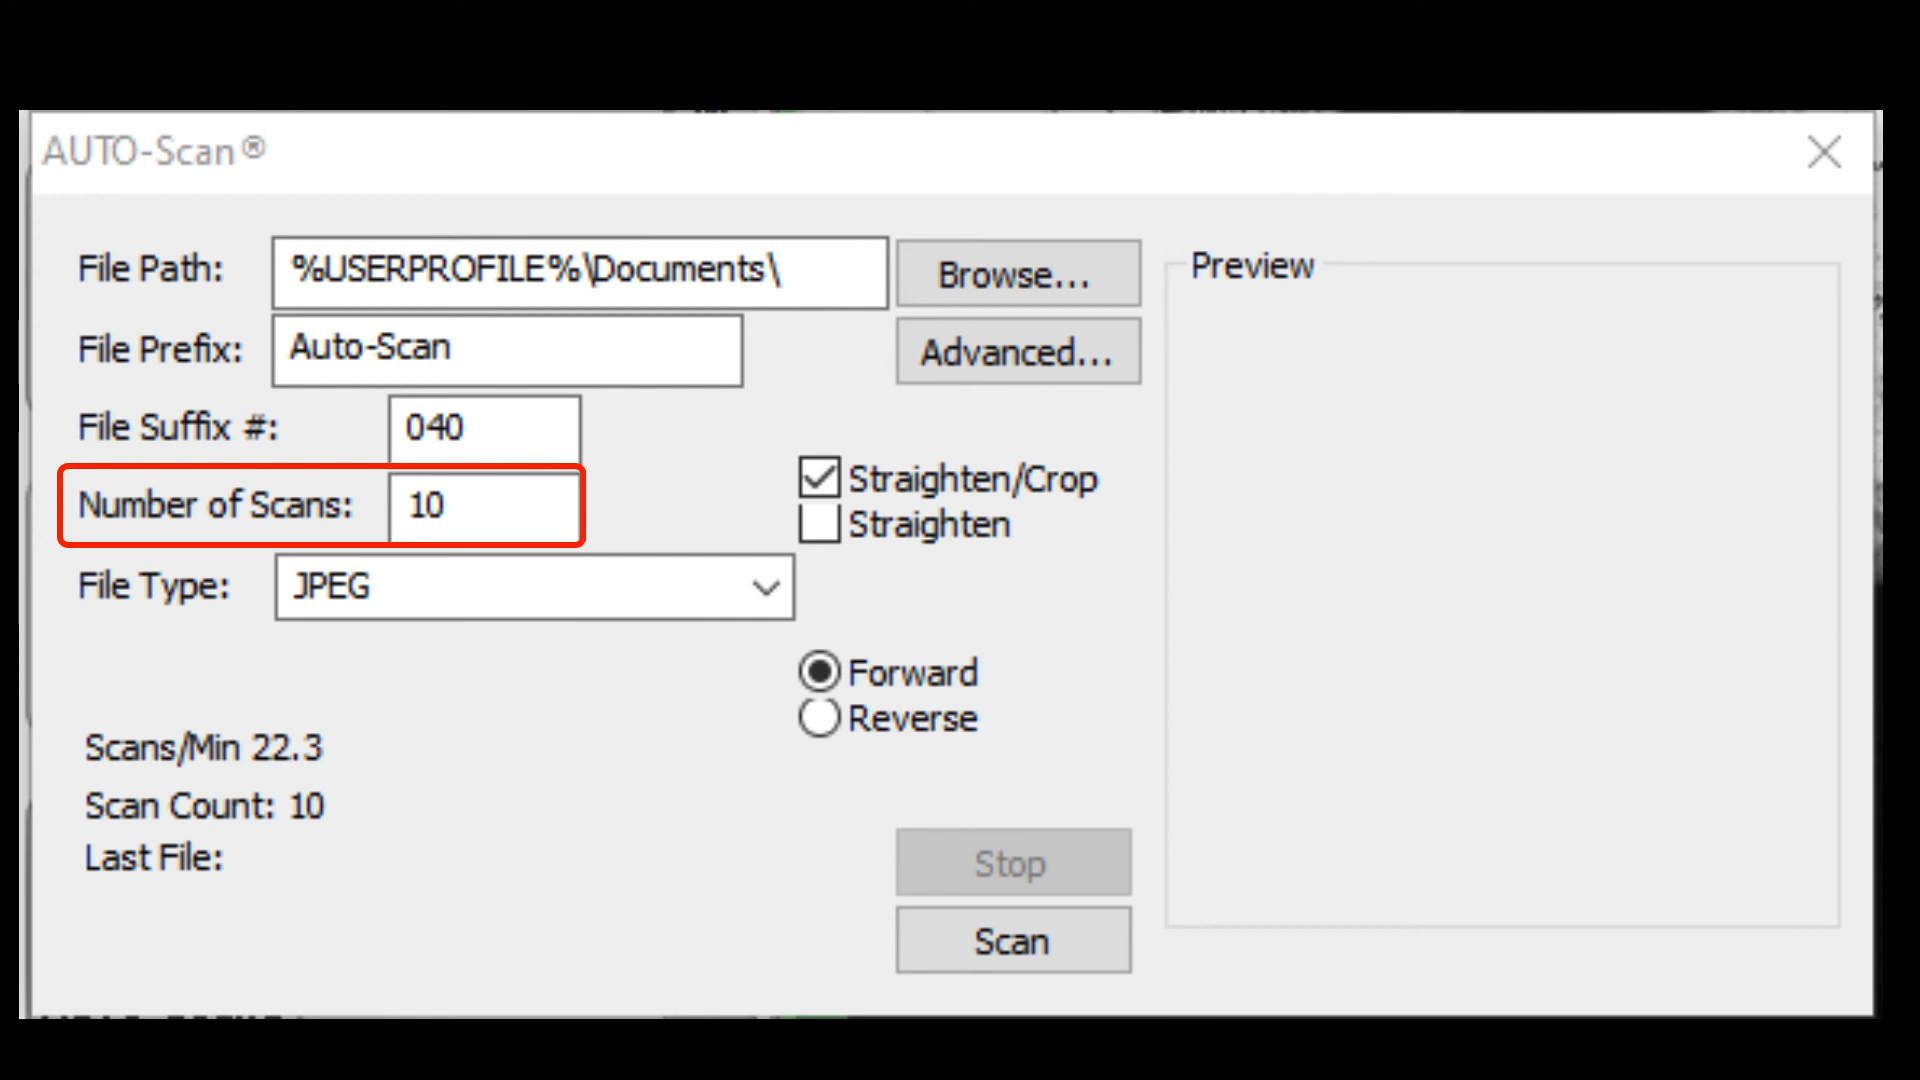 AUTO-Scan®
File Path: %USERPROFILE%\Documents\ Browse...
Preview
File Prefix: Auto-Scan Advanced...
File Suffix #: 040
Number of Scans: 10
Straighten/Crop
Straighten
File Type: JPEG
Forward
Reverse
Scans/Min 22.3
Scan Count: 10
Last File:
Stop
Scan